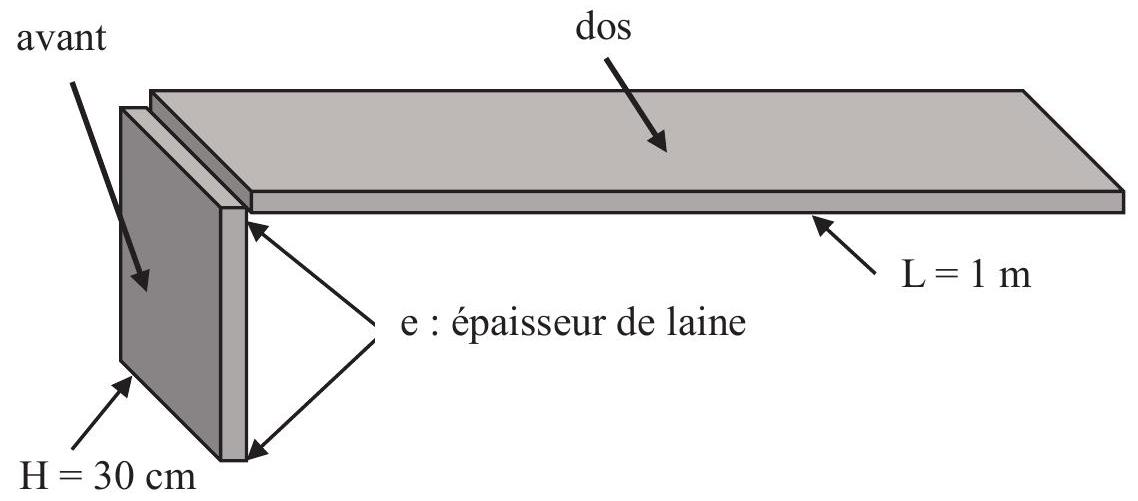 dos
avant
L = 1 m
e : épaisseur de laine
H = 30 cm